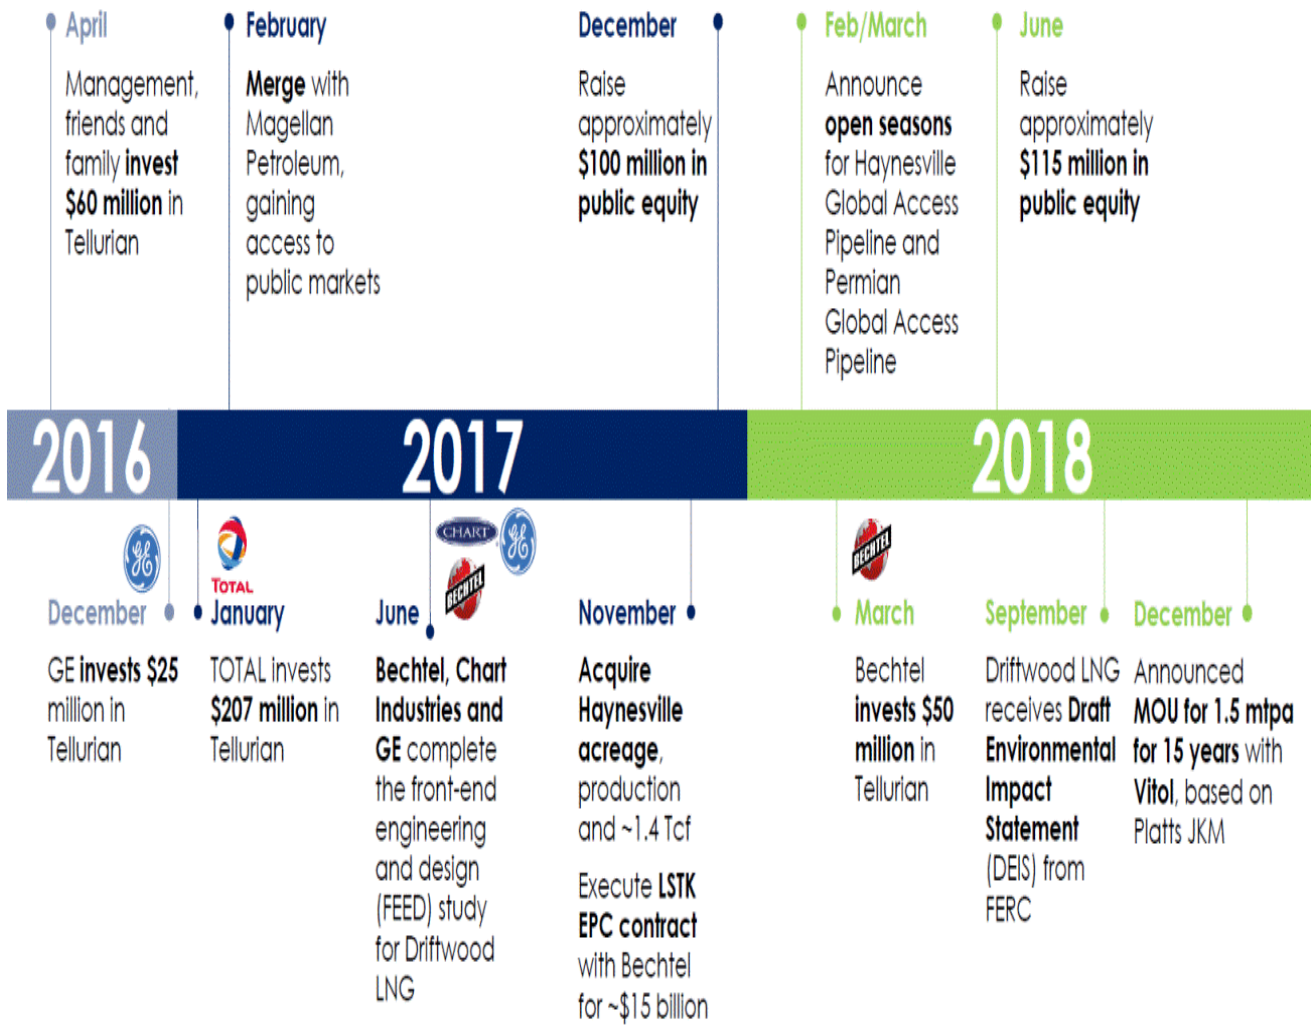 April
Management,
friends and
family invest
$60 million in
Tellurian
February
Merge with
Magellan
Petroleum,
gaining
access to
public markets
December
Raise
approximately
$100 million in
public equity
Feb/March
Announce
open seasons
for Haynesville
Global Access
Pipeline and
Permian
Global Access
Pipeline
June
Raise
approximately
$115 million in
public equity
2016
2017
2018
GE
December
GE invests $25
million in
Tellurian
TOTAL
January
TOTAL invests
$207 million in
Tellurian
CHART
GE
BECHTEL
June
Bechtel, Chart
Industries and
GE complete
the front-end
engineering
and design
(FEED) study
for Driftwood
LNG
November
Acquire
Haynesville
acreage,
production
and ~1.4 Tcf
Execute LSTK
EPC contract
with Bechtel
for ~$15 billion
BECHTEL
March
Bechtel
invests $50
million in
Tellurian
September
Driftwood LNG
receives Draft
Environmental
Impact
Statement
(DEIS) from
FERC
December
Announced
MOU for 1.5 mtpa
for 15 years with
Vitol, based on
Platts JKM